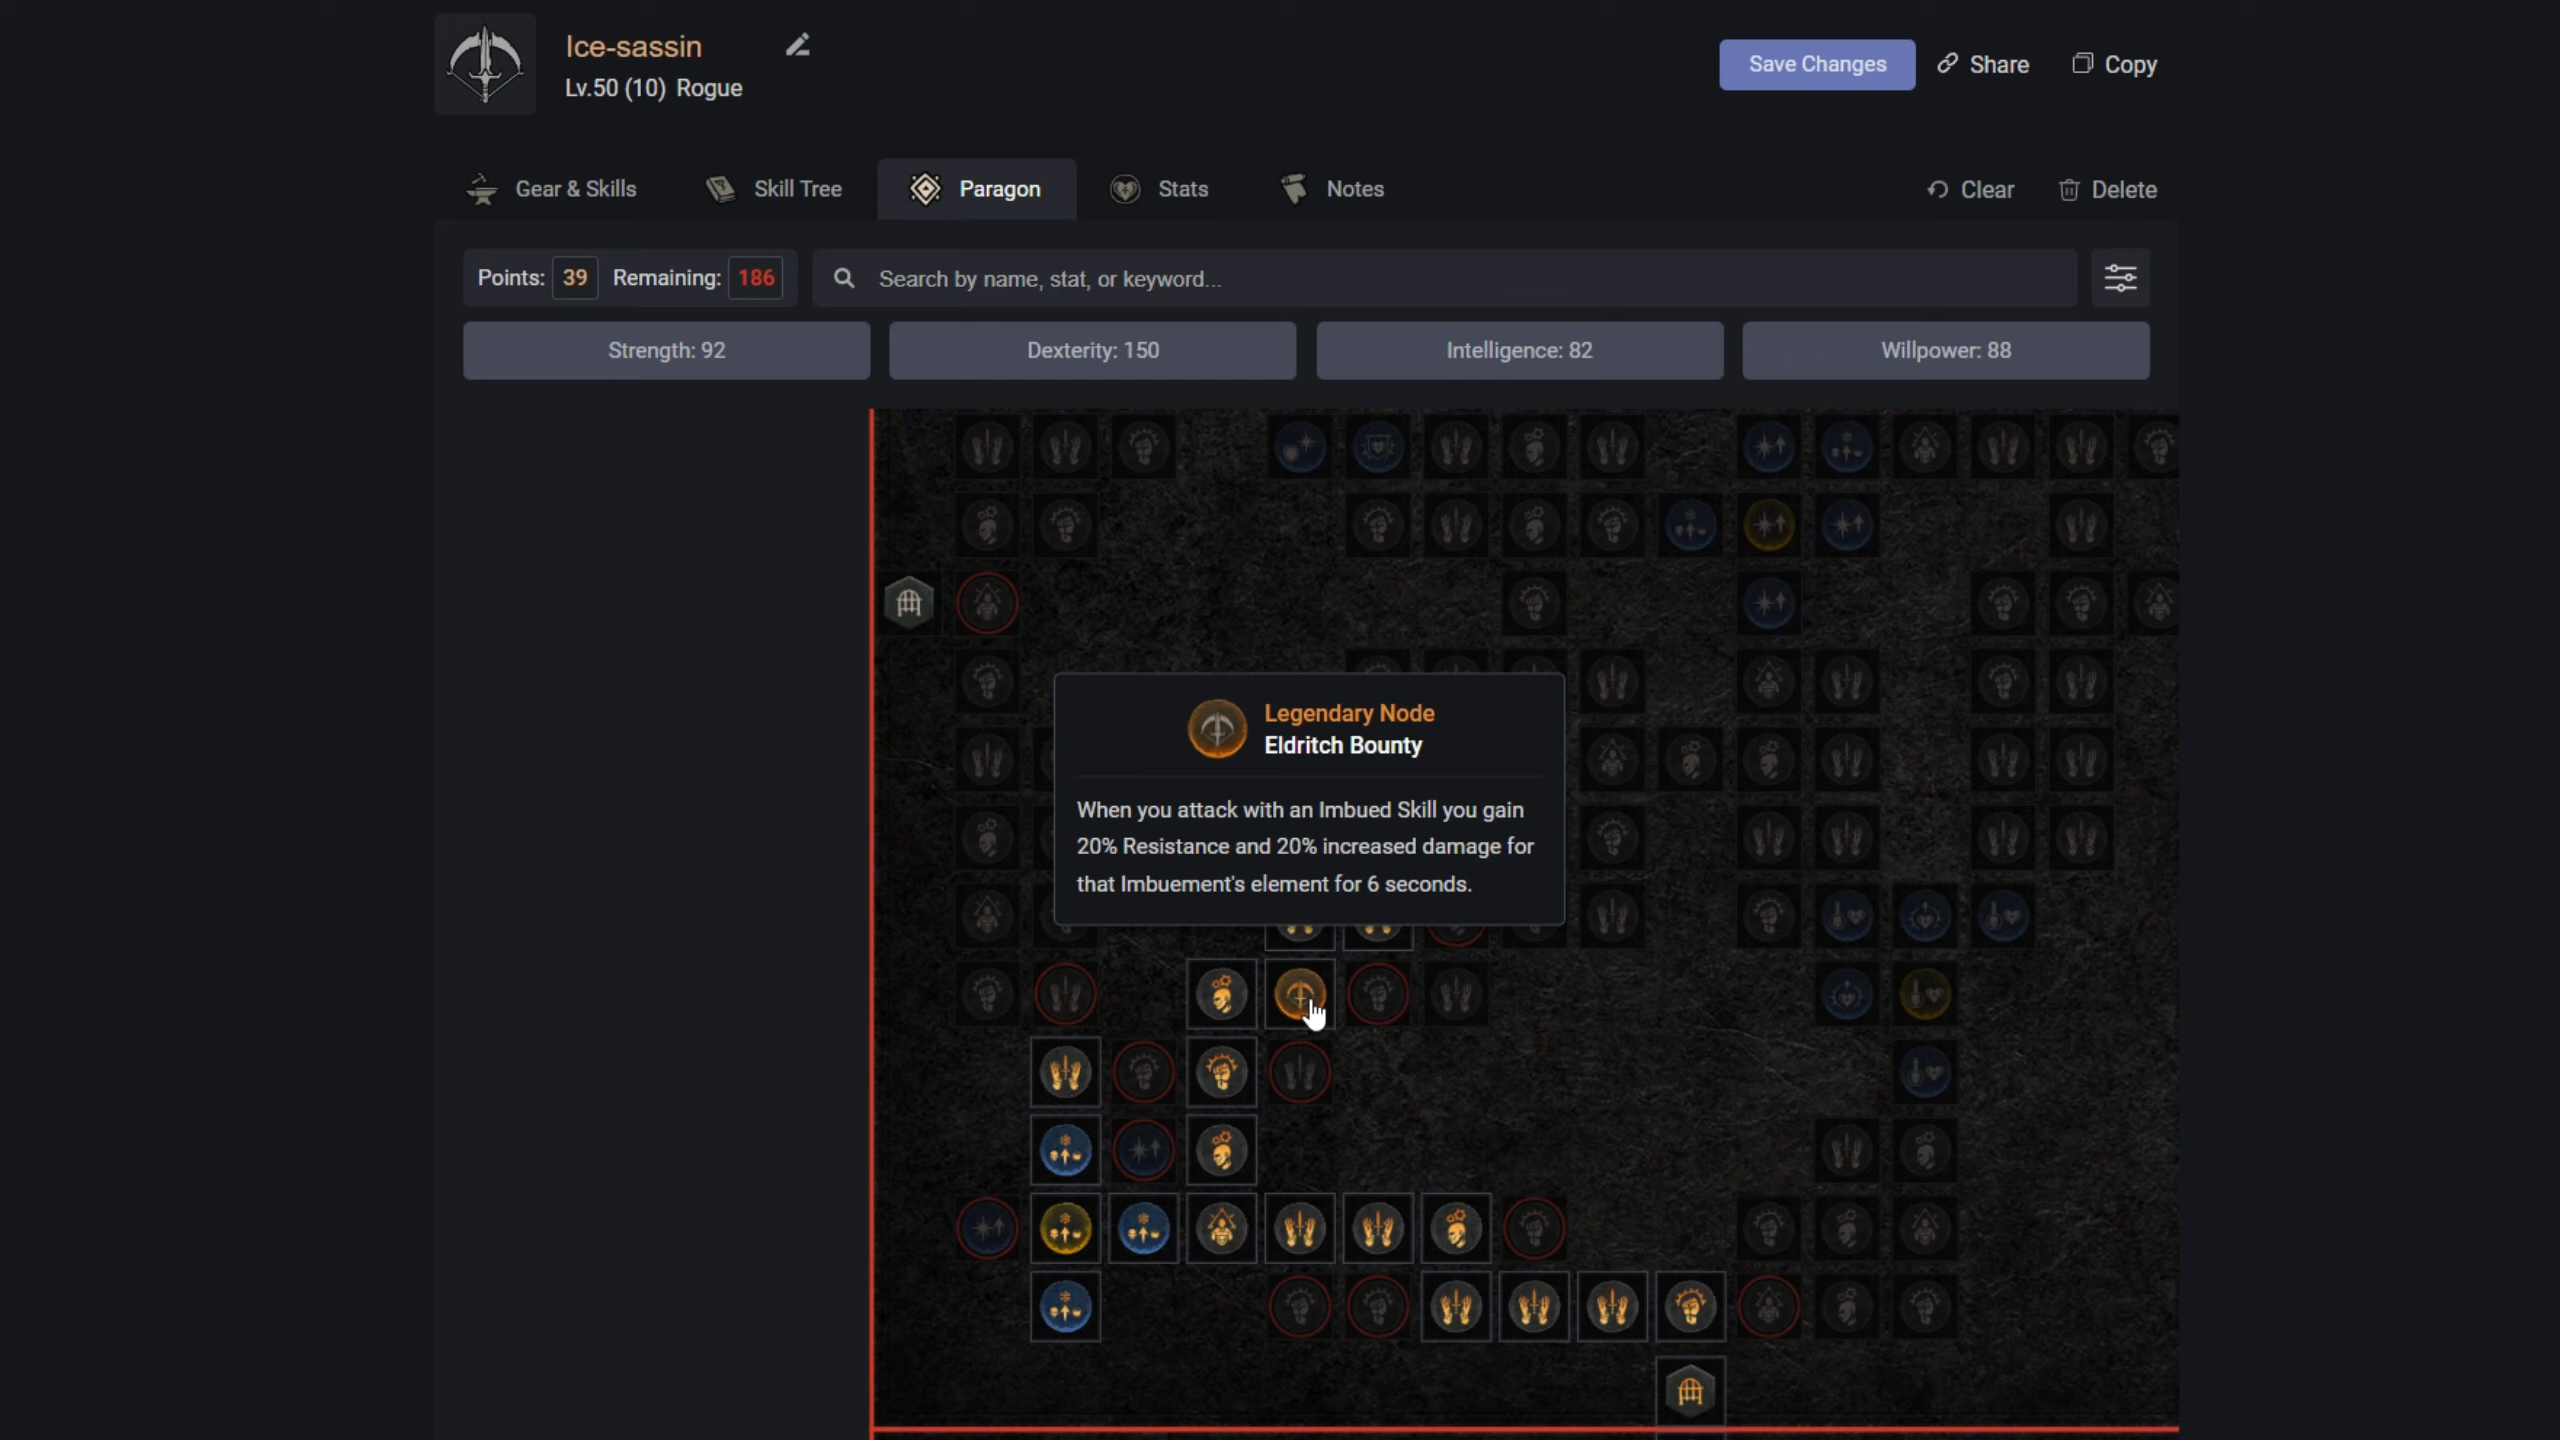 Ice-sassin
Lv.50 (10) Rogue
Save Changes
Share
Copy
Gear & Skills
Skill Tree
Paragon
Stats
Notes
Clear
Delete
Points: 39 Remaining: 186
Search by name, stat, or keyword...
Strength: 92
Dexterity: 150
Intelligence: 82
Willpower: 88
Legendary Node
Eldritch Bounty
When you attack with an Imbued Skill you gain
20% Resistance and 20% increased damage for
that Imbuement's element for 6 seconds.